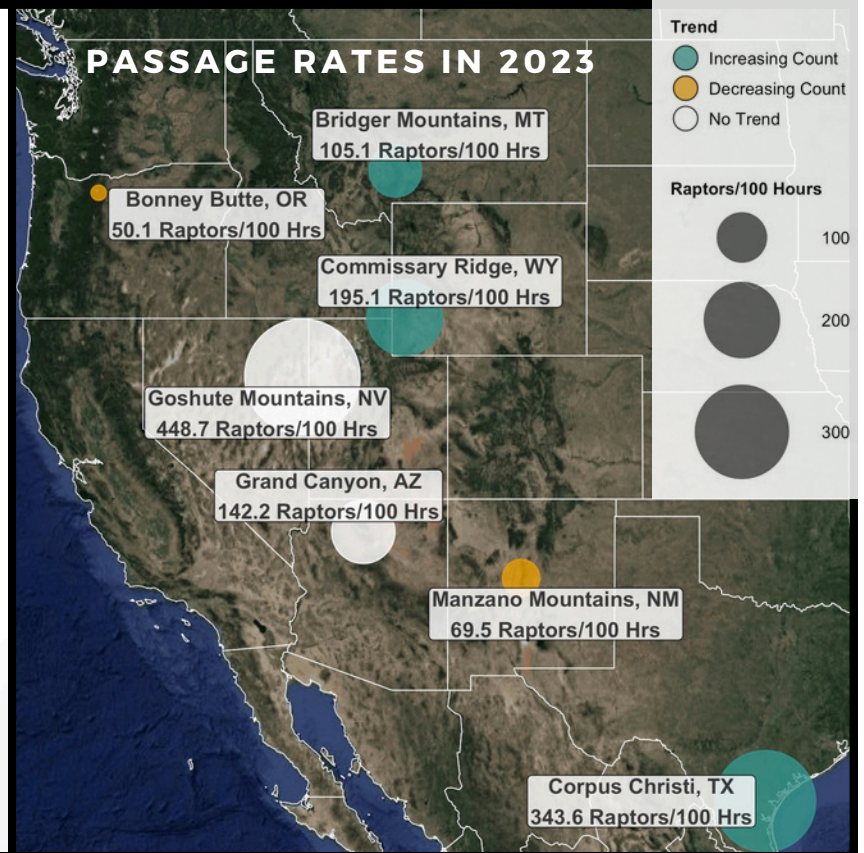 PASSAGE RATES IN 2023
Trend
Increasing Count
Decreasing Count
No Trend
Raptors/100 Hours
100
200
300
Bridger Mountains, MT
105.1 Raptors/100 Hrs
Bonney Butte, OR
50.1 Raptors/100 Hrs
Commissary Ridge, WY
195.1 Raptors/100 Hrs
Goshute Mountains, NV
448.7 Raptors/100 Hrs
Grand Canyon, AZ
142.2 Raptors/100 Hrs
Manzano Mountains, NM
69.5 Raptors/100 Hrs
Corpus Christi, TX
343.6 Raptors/100 Hrs